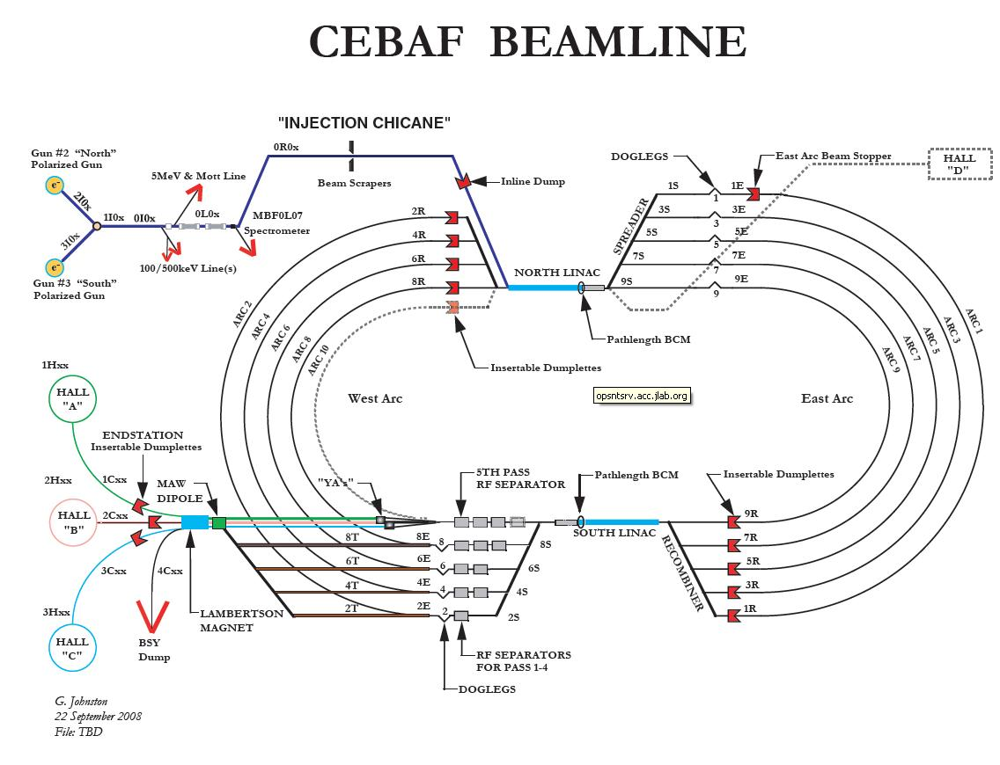 CEBAF BEAMLINE
"INJECTION CHICANE"
Gun #2 “North”
Polarized Gun
e-
2I0x
1I0x
0I0x
5MeV & Mott Line
0L0x
MBF0L07
Spectrometer
3I0x
e-
Gun #3 “South”
Polarized Gun
100/500keV Line(s)
0R0x
Beam Scrapers
Inline Dump
DOGLEGS
East Arc Beam Stopper
HALL
"D"
2R
4R
6R
8R
NORTH LINAC
SPREADER
1S
3S
5S
7S
9S
1
3
5
7
9
1E
3E
5E
7E
9E
Pathlength BCM
Insertable Dumplettes
ARC 2
ARC 4
ARC 6
ARC 8
ARC 10
ARC 9
ARC 7
ARC 5
ARC 3
ARC 1
West Arc
opsntsrv.acc.jlab.org
East Arc
1Hxx
HALL
"A"
ENDSTATION
Insertable Dumplettes
2Hxx
1Cxx
MAW
DIPOLE
"YA's"
5TH PASS
RF SEPARATOR
Pathlength BCM
Insertable Dumplettes
HALL
"B"
2Cxx
SOUTH LINAC
RECOMBINER
9R
7R
5R
3R
1R
8T
8E
8
8S
6T
6E
6
6S
4T
4E
4
4S
2T
2E
2
2S
3Cxx
4Cxx
3Hxx
HALL
"C"
BSY
Dump
LAMBERTSON
MAGNET
RF SEPARATORS
FOR PASS 1-4
DOGLEGS
G. Johnston
22 September 2008
File: TBD